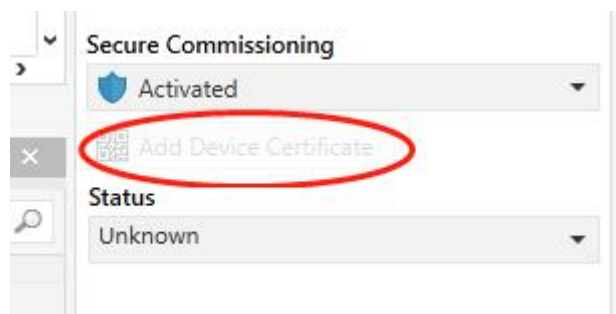 Secure Commissioning
Activated
Add Device Certificate
Status
Unknown